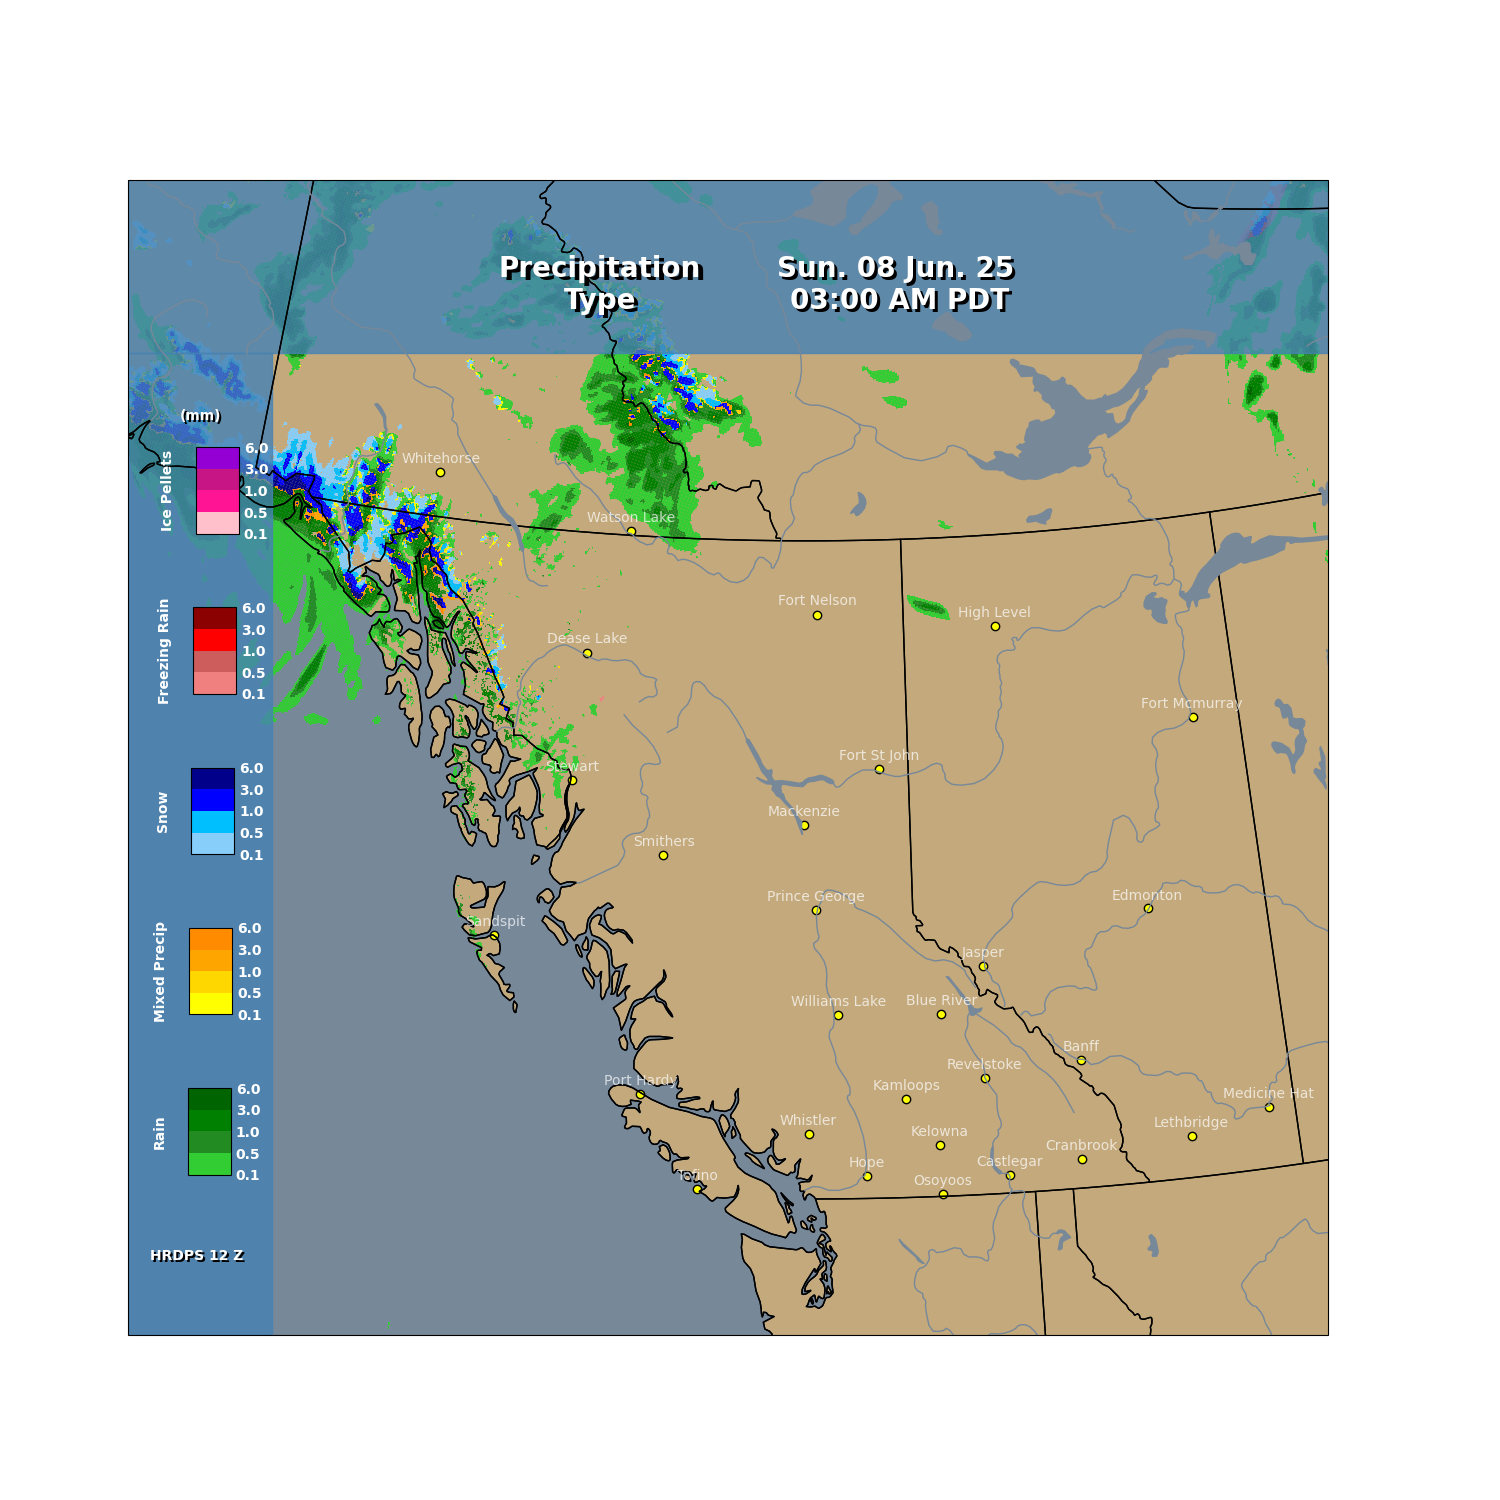 Precipitation
Type
Sun. 08 Jun. 25
03:00 AM PDT
(mm)
Ice Pellets
6.0
3.0
1.0
0.5
0.1
Freezing Rain
6.0
3.0
1.0
0.5
0.1
Snow
6.0
3.0
1.0
0.5
0.1
Mixed Precip
6.0
3.0
1.0
0.5
0.1
Rain
6.0
3.0
1.0
0.5
0.1
HRDPS 12 Z
Whitehorse
Watson Lake
Fort Nelson
High Level
Dease Lake
Fort Mcmurray
Fort St John
Stewart
Mackenzie
Smithers
Prince George
Edmonton
Sandspit
Jasper
Williams Lake
Blue River
Banff
Revelstoke
Port Hardy
Kamloops
Medicine Hat
Whistler
Lethbridge
Kelowna
Cranbrook
Hope
Castlegar
Tofino
Osoyoos